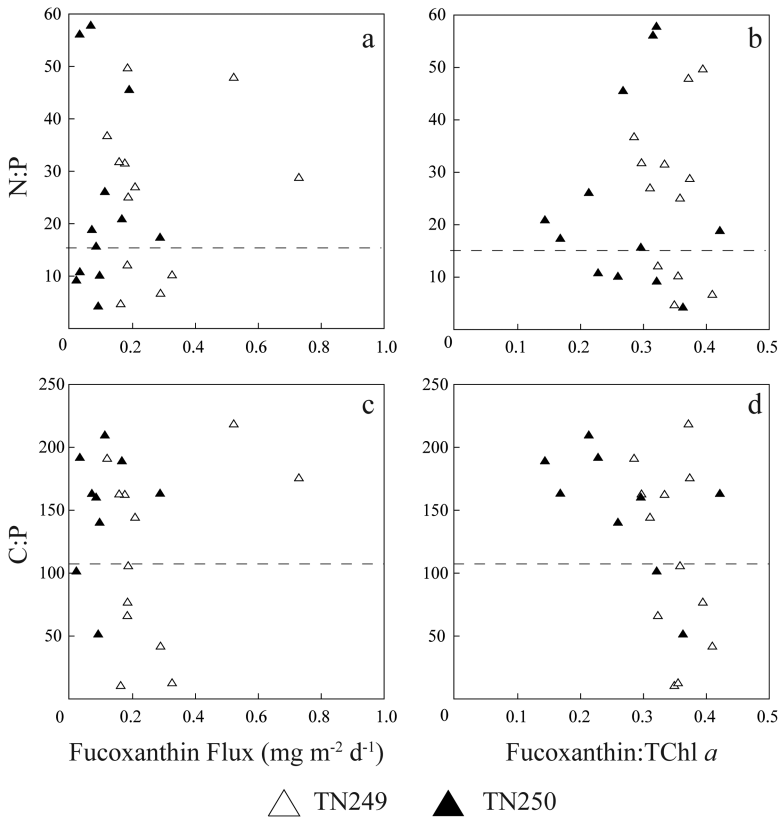 60 50 40 30 20 10 0 0.2 0.4 0.6 0.8 1.0
N:P
a
60 50 40 30 20 10 0 0.1 0.2 0.3 0.4 0.5
b
250 200 150 100 50 0 0.2 0.4 0.6 0.8 1.0
C:P
c
Fucoxanthin Flux (mg m⁻² d⁻¹)
250 200 150 100 50 0 0.1 0.2 0.3 0.4 0.5
d
Fucoxanthin:TChl a
TN249 TN250